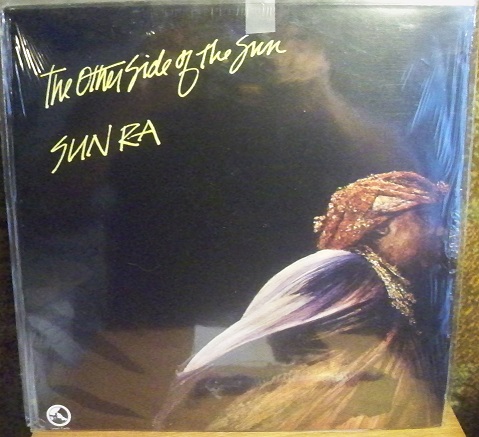 The Other Side of the Sun
SUN RA